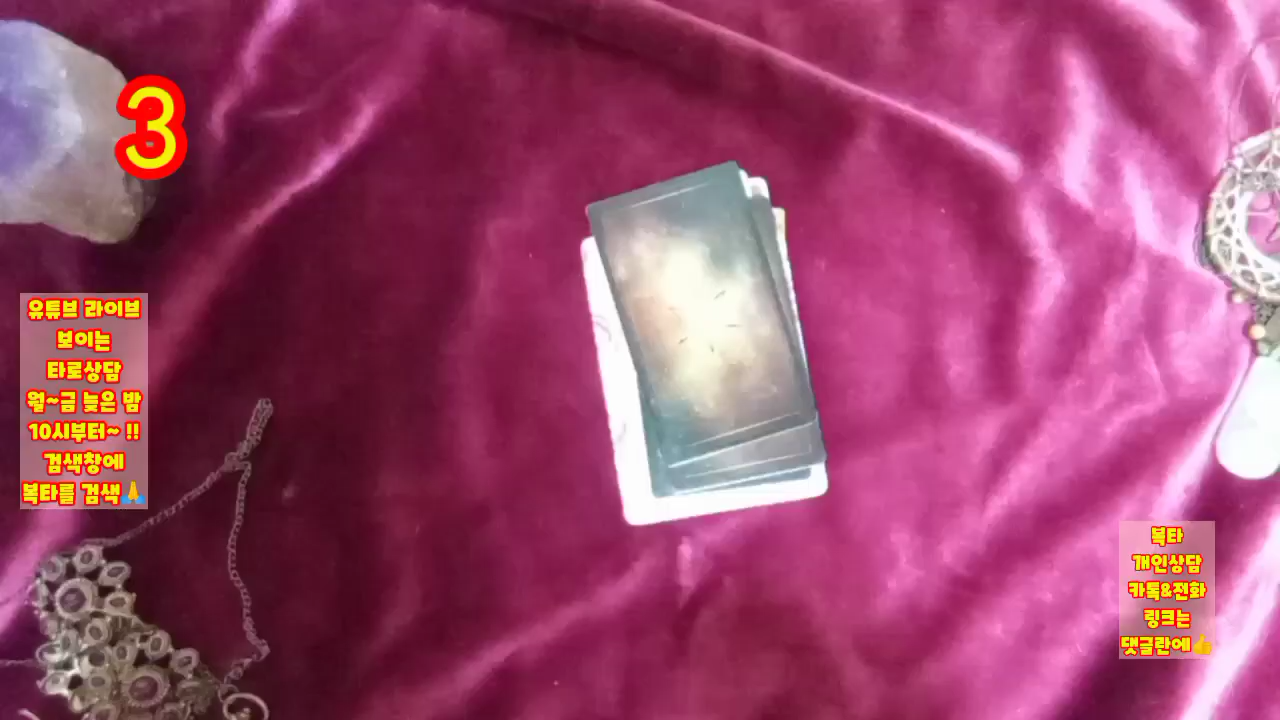 3
유튜브 라이브
보이는
타로상담
월~금 늦은 밤
10시부터~ !!
검색창에
복타를 검색🙏
복타
개인상담
카톡&전화
링크는
댓글란에👍